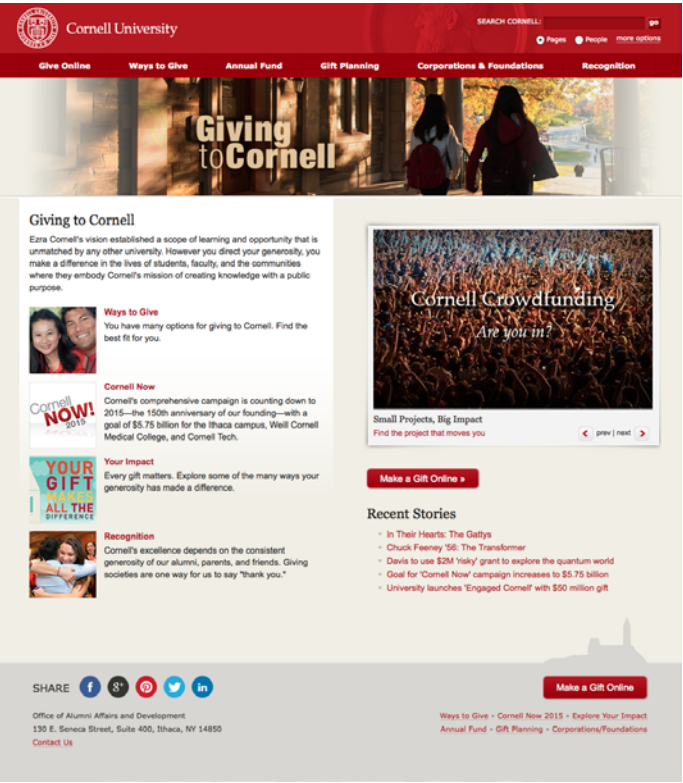 Cornell University
SEARCH CORNELL:
go
Pages People more options
Give Online Ways to Give Annual Fund Gift Planning Corporations & Foundations Recognition
Giving
toCornell
Giving to Cornell
Ezra Cornell's vision established a scope of learning and opportunity that is
unmatched by any other university. However you direct your generosity, you
make a difference in the lives of students, faculty, and the communities
where they embody Cornell's mission of creating knowledge with a public
purpose.
Ways to Give
You have many options for giving to Cornell. Find the
best fit for you.
Cornell
NOW!
2015
Cornell Now
Cornell's comprehensive campaign is counting down to
2015—the 150th anniversary of our founding—with a
goal of $5.75 billion for the Ithaca campus, Weill Cornell
Medical College, and Cornell Tech.
YOUR
GIFT
MAKES
ALL THE
DIFFERENCE
Your Impact
Every gift matters. Explore some of the many ways your
generosity has made a difference.
Recognition
Cornell's excellence depends on the consistent
generosity of our alumni, parents, and friends. Giving
societies are one way for us to say "thank you."
Cornell Crowdfunding
Are you in?
Small Projects, Big Impact
Find the project that moves you
prev | next
Make a Gift Online »
Recent Stories
In Their Hearts: The Gattys
Chuck Feeney '56: The Transformer
Davis to use $2M 'risky' grant to explore the quantum world
Goal for 'Cornell Now' campaign increases to $5.75 billion
University launches 'Engaged Cornell' with $50 million gift
SHARE f g+ in
Office of Alumni Affairs and Development
130 E. Seneca Street, Suite 400, Ithaca, NY 14850
Contact Us
Make a Gift Online
Ways to Give • Cornell Now 2015 • Explore Your Impact
Annual Fund • Gift Planning • Corporations/Foundations